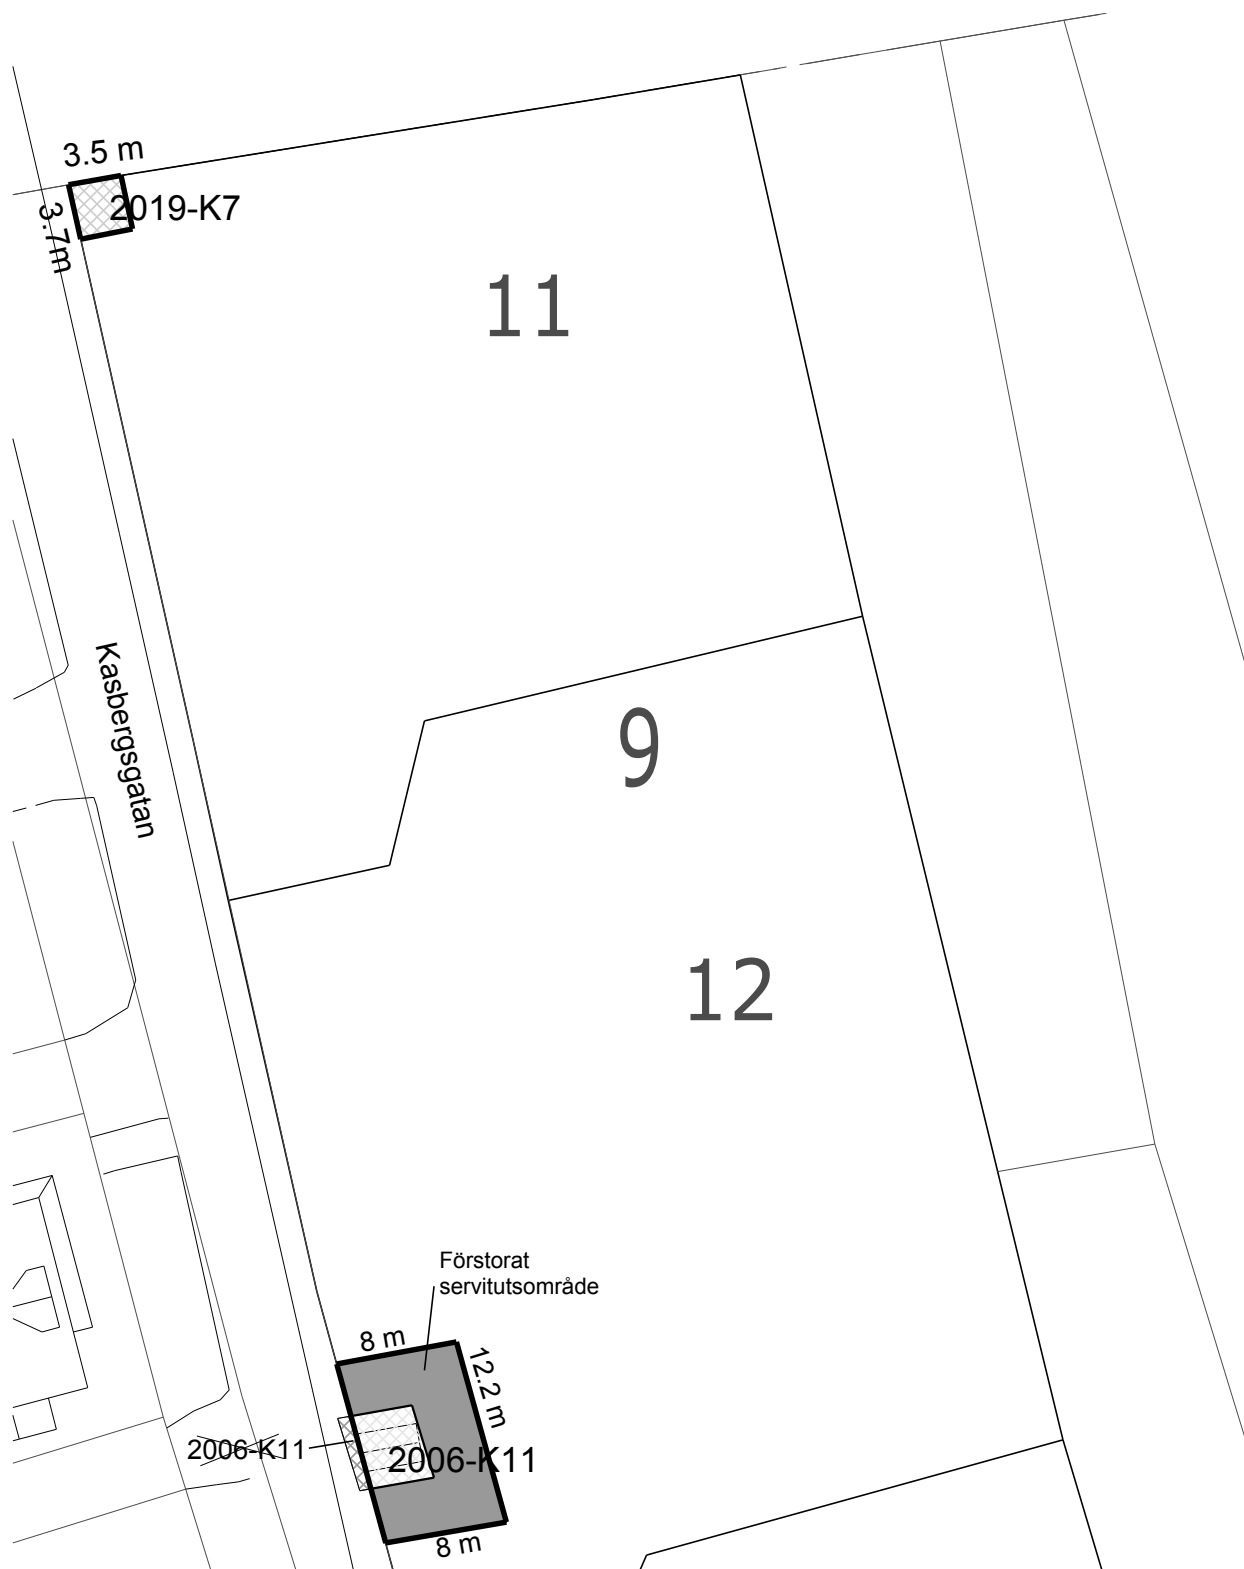 3.5 m
2019-K7
3.7m
11
Kasbergsgatan
9
12
Förstorat
servitutsområde
8 m
12.2 m
2006-K11
2006-K11
8 m